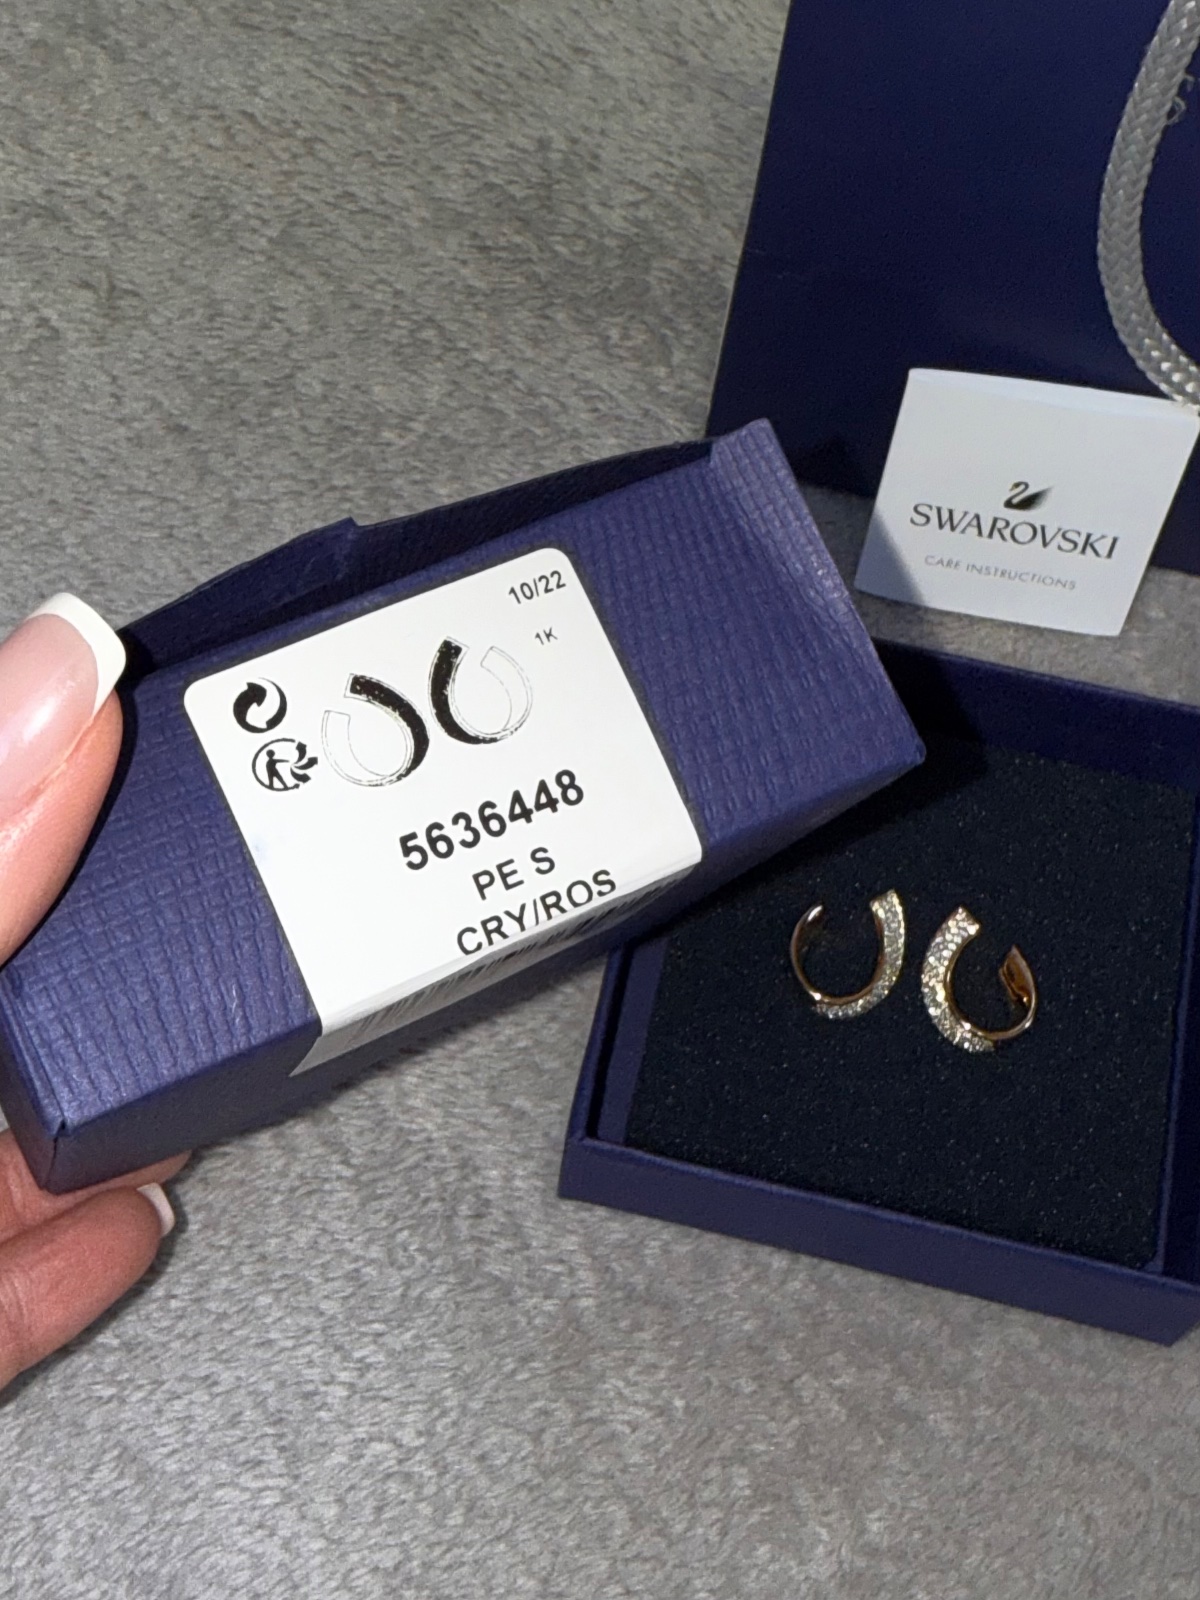 10/22
1K
5636448
PE S
CRY/ROS
SWAROVSKI
CARE INSTRUCTIONS